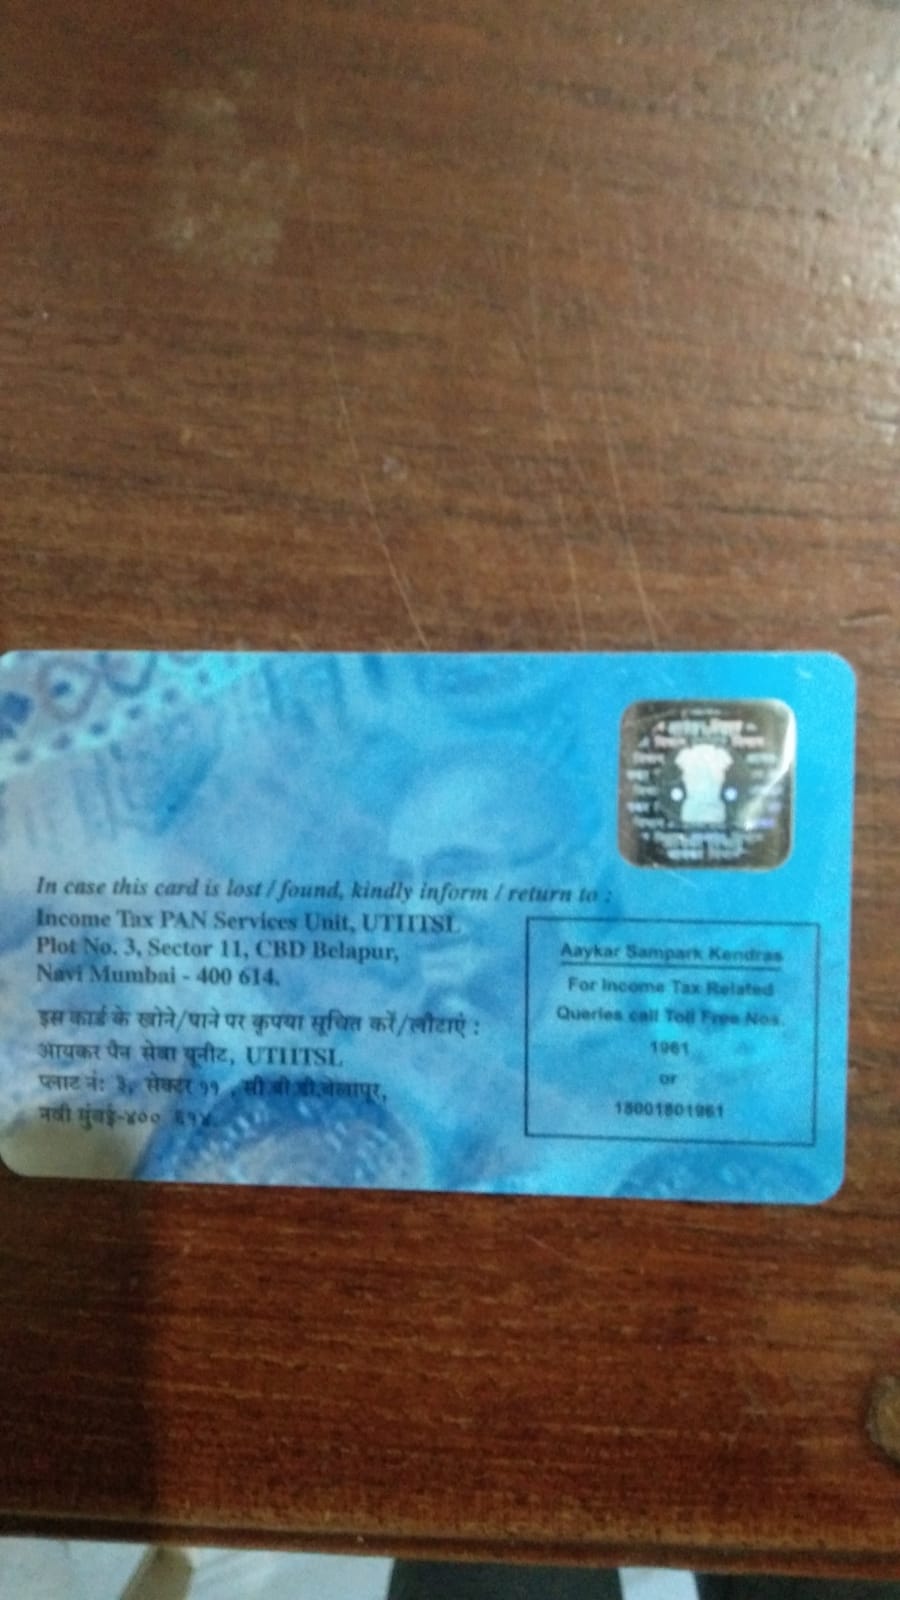 In case this card is lost / found, kindly inform / return to :
Income Tax PAN Services Unit, UTIITSL
Plot No. 3, Sector 11, CBD Belapur,
Navi Mumbai - 400 614.
इस कार्ड के खोने/पाने पर कृपया सूचित करें/लौटाएं :
आयकर पैन सेवा यूनीट, UTIITSL
प्लाट नं: ३, सेक्टर ११ , सी.बी.डी.बेलापूर,
नवी मुंबई-४०० ६१४.
Aaykar Sampark Kendras
For Income Tax Related
Queries call Toll Free Nos.
1961
or
18001801961